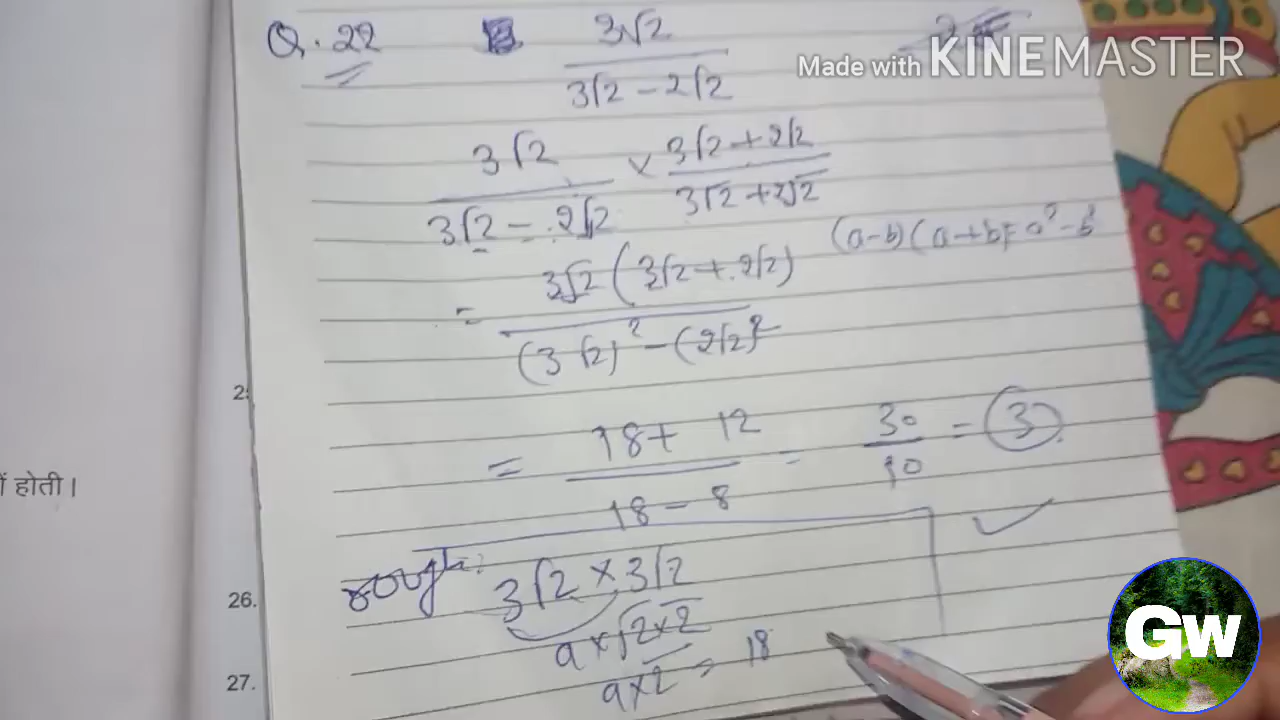 Q. 22 3√2
Made with KINEMASTER
3√2 - 2√2
3√2 × 3√2 + 2√2
3√2 - 2√2 3√2 + 2√2
(a-b)(a+b)= a² - b²
= 3√2 (3√2 + 2√2)
(3√2)² - (2√2)²
2
= 18 + 12 = 30 = 3
18 - 8 10
ों होती।
rough:
3√2 × 3√2
26.
9×√2×2
9×2 = 18
27.
GW